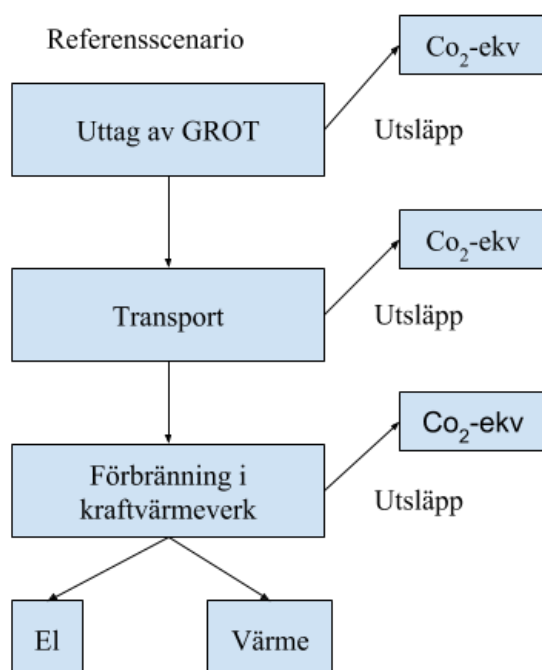 Referensscenario
Co₂-ekv
Uttag av GROT
Utsläpp
Co₂-ekv
Transport
Utsläpp
Co₂-ekv
Förbränning i
kraftvärmeverk
Utsläpp
El
Värme